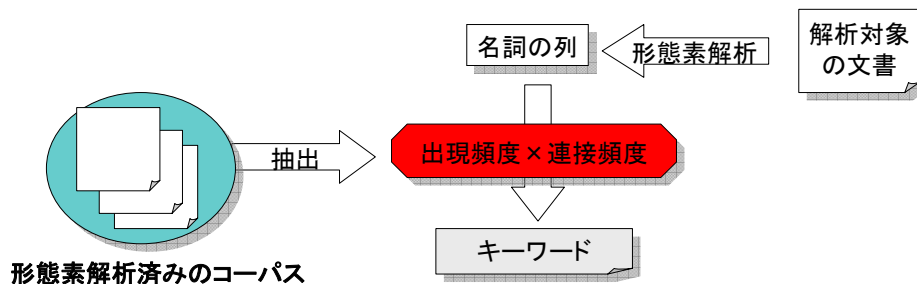 解析対象
の文書
形態素解析
名詞の列
抽出
出現頻度×連接頻度
キーワード
形態素解析済みのコーパス